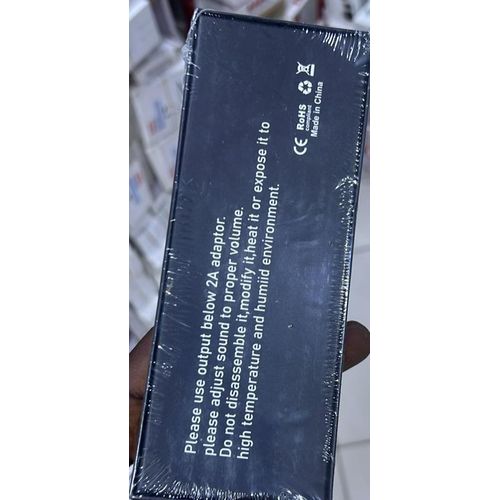 Please use output below 2A adaptor.
please adjust sound to proper volume.
Do not disassemble it,modify it,heat it or expose it to
high temperature and humiid environment.
CE RoHS
compliant
Made in China